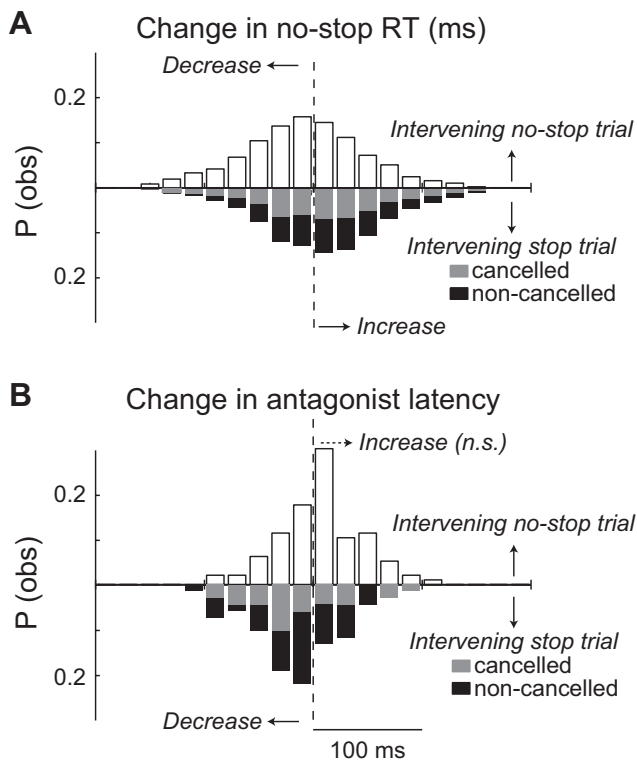 A
Change in no-stop RT (ms)
Decrease ←
0.2
Intervening no-stop trial
P (obs)
Intervening stop trial
cancelled
non-cancelled
0.2
→ Increase
B
Change in antagonist latency
Increase (n.s.)
0.2
Intervening no-stop trial
P (obs)
Intervening stop trial
cancelled
non-cancelled
0.2
Decrease ←
100 ms